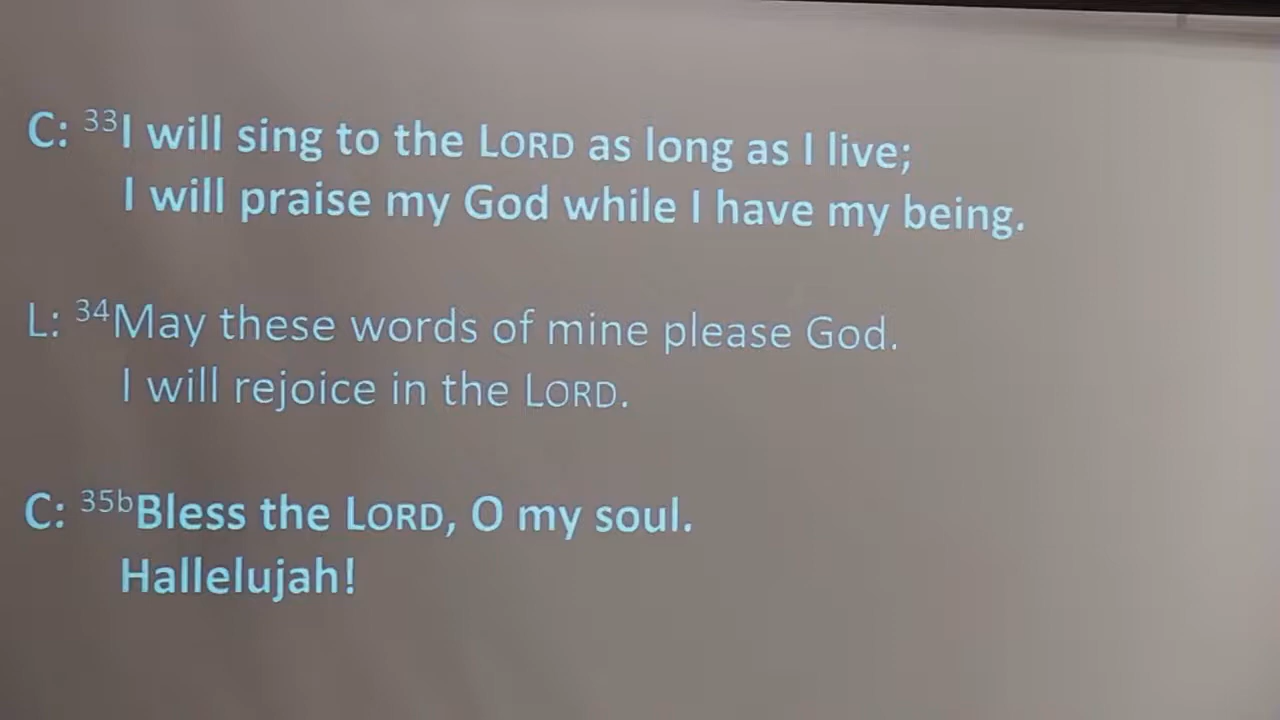 C: 33I will sing to the LORD as long as I live;
I will praise my God while I have my being.
L: 34May these words of mine please God.
I will rejoice in the LORD.
C: 35bBless the LORD, O my soul.
Hallelujah!